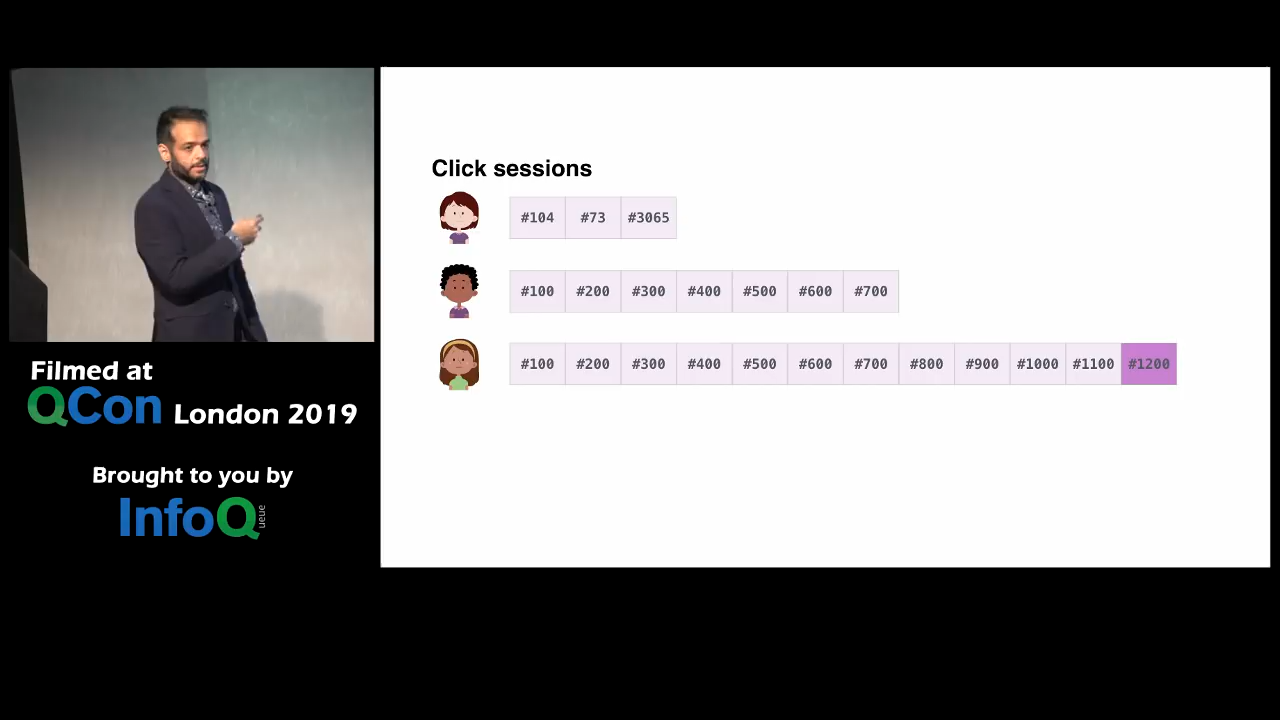 Click sessions
#104 #73 #3065
#100 #200 #300 #400 #500 #600 #700
#100 #200 #300 #400 #500 #600 #700 #800 #900 #1000 #1100 #1200
Filmed at
QCon London 2019
Brought to you by
InfoQueue